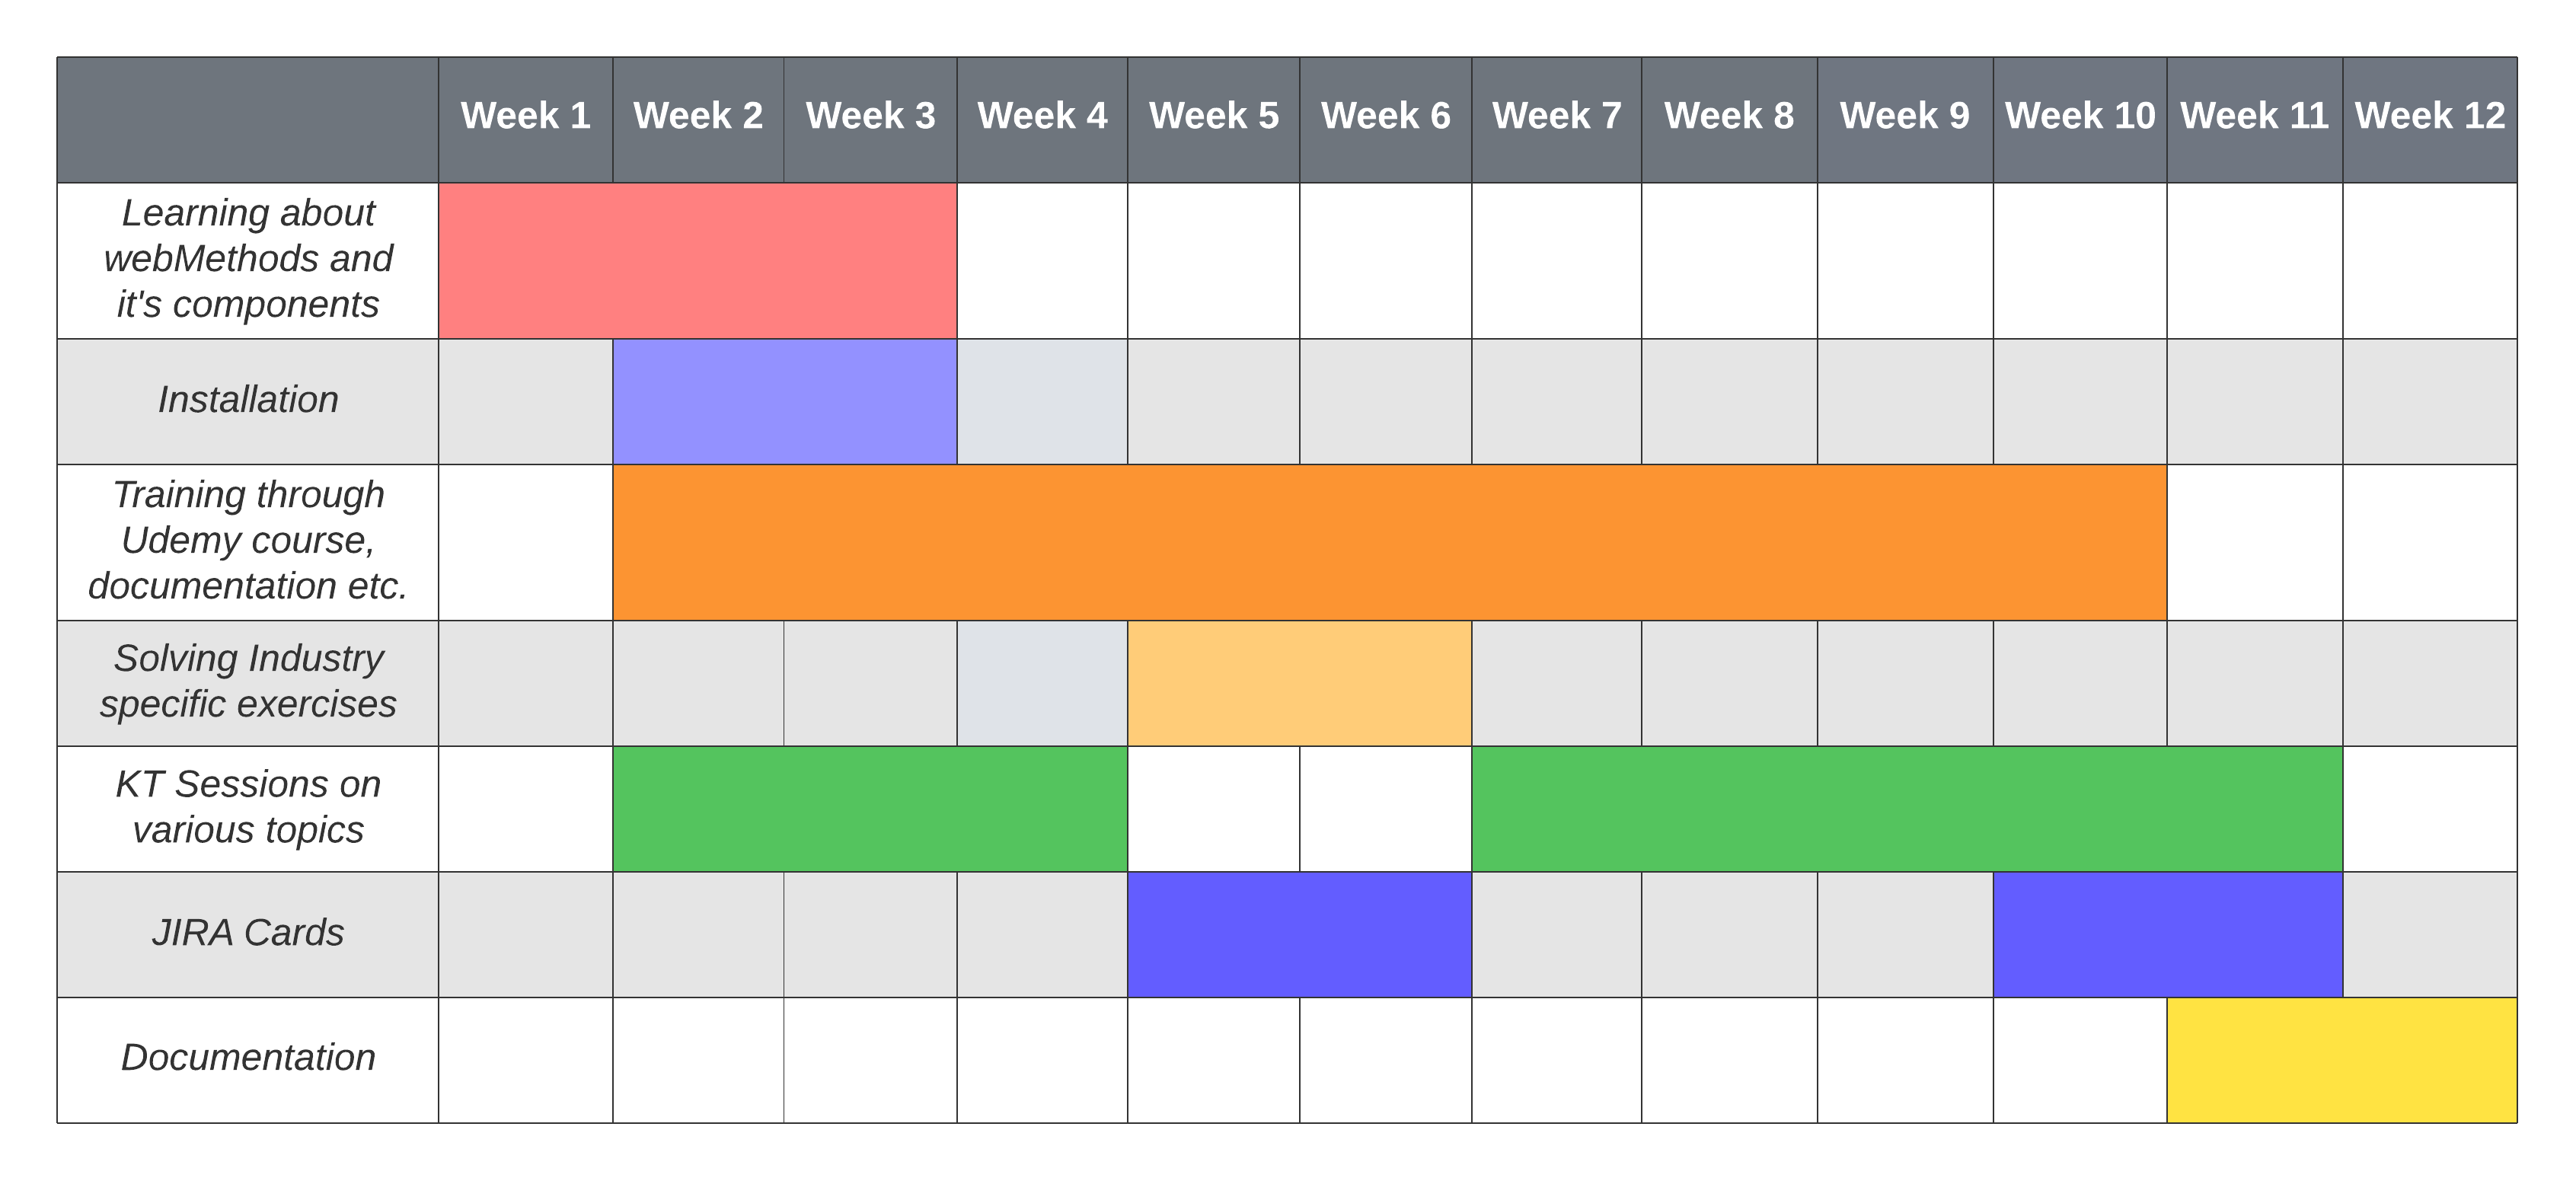 Week 1 Week 2 Week 3 Week 4 Week 5 Week 6 Week 7 Week 8 Week 9 Week 10 Week 11 Week 12
Learning about
webMethods and
it's components
Installation
Training through
Udemy course,
documentation etc.
Solving Industry
specific exercises
KT Sessions on
various topics
JIRA Cards
Documentation